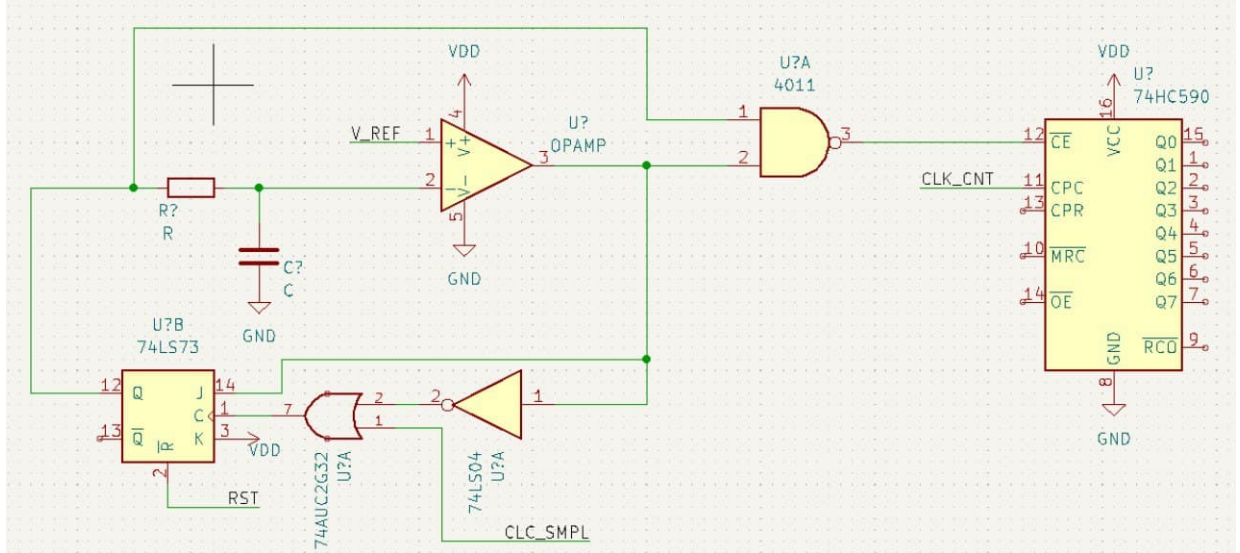 VDD
4
V_REF
1
+
V+
U?
OPAMP
3
2
V-
-
5
GND
U?A
4011
1
2
3
VDD
U?
74HC590
16
VCC
12
CE
Q0
15
CLK_CNT
11
CPC
Q1
1
13
CPR
Q2
2
Q3
3
10
MRC
Q4
4
Q5
5
Q6
6
14
OE
Q7
7
GND
RCO
9
8
GND
R?
R
C?
C
GND
U?B
74LS73
12
Q
J
14
C
1
13
Q
K
3
VDD
R
2
RST
7
2
1
74AUC2G32
U?A
2
1
74LS04
U?A
CLC_SMPL